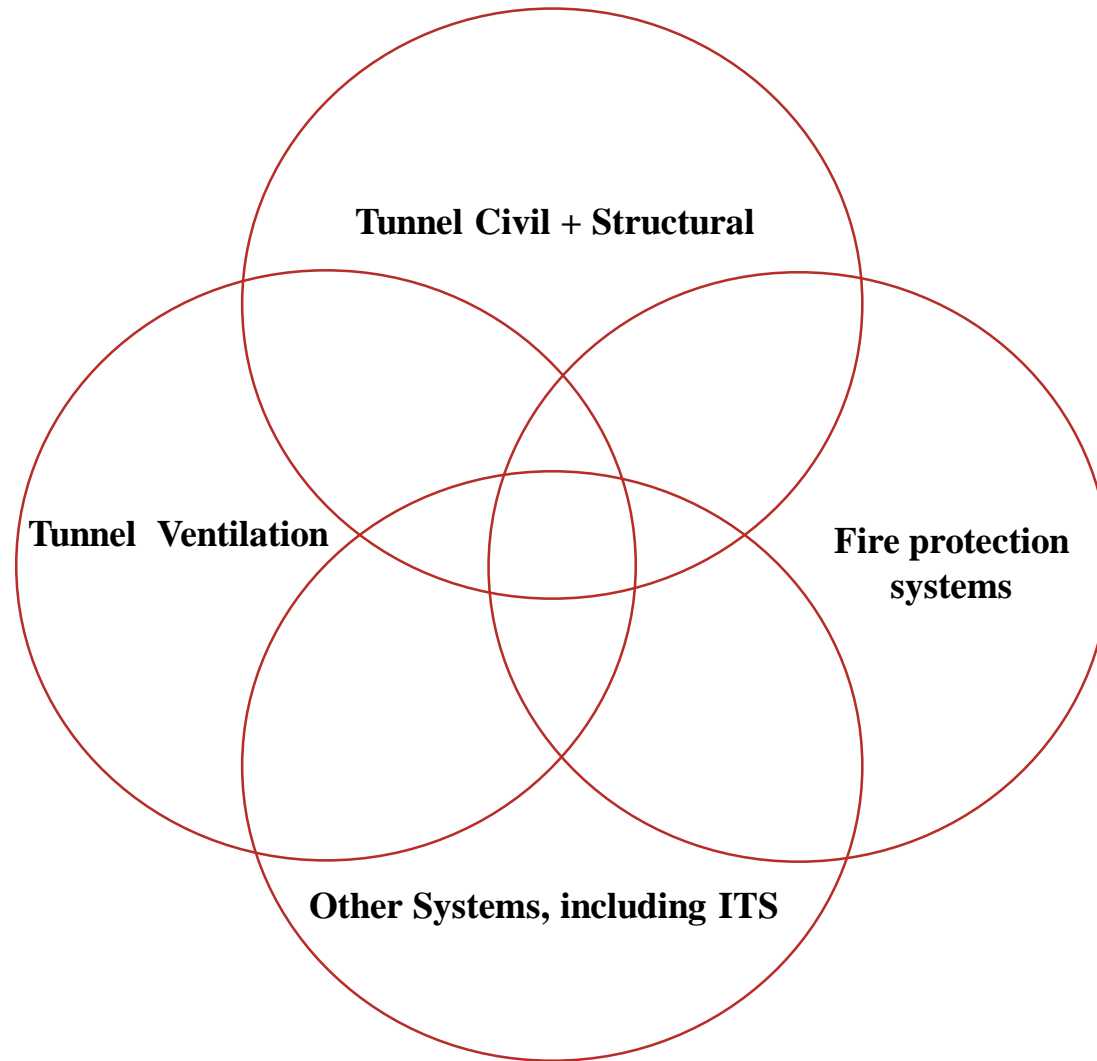 Tunnel Civil + Structural
Tunnel Ventilation
Fire protection
systems
Other Systems, including ITS